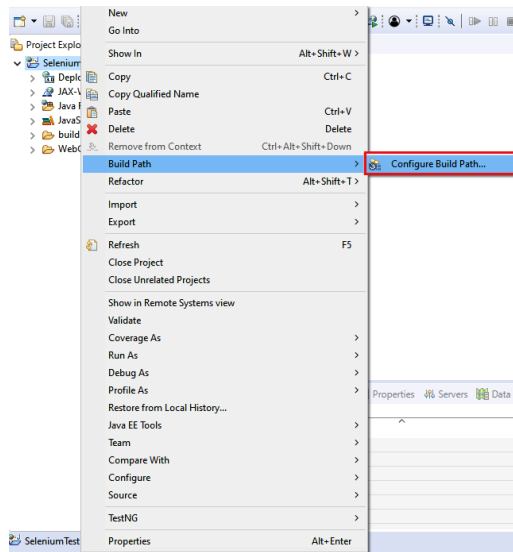 New
Go Into
Project Explo
Show In Alt+Shift+W
Selenium
Deplo
Copy Ctrl+C
JAX-
Copy Qualified Name
Java
Paste Ctrl+V
JavaS
Delete Delete
build
Remove from Context Ctrl+Alt+Shift+Down
Web
Build Path
Configure Build Path...
Refactor Alt+Shift+T
Import
Export
Refresh F5
Close Project
Close Unrelated Projects
Show in Remote Systems view
Validate
Coverage As
Run As
Debug As
Profile As
Properties Servers Data
Restore from Local History...
Java EE Tools
Team
Compare With
Configure
Source
TestNG
SeleniumTest
Properties Alt+Enter